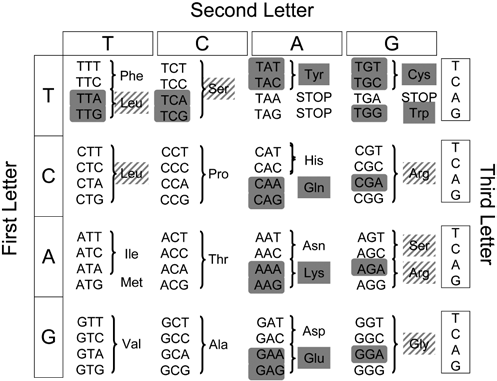 Second Letter
T C A G
First Letter
Third Letter
T
TTT TCT TAT TGT T
TTC Phe TCC TAC Tyr TGC Cys C
TTA Leu TCA Ser TAA STOP TGA STOP A
TTG TCG TAG STOP TGG Trp G
C
CTT CCT CAT CGT T
CTC CCC CAC His CGC C
CTA Leu CCA Pro CAA Gln CGA Arg A
CTG CCG CAG CGG G
A
ATT ACT AAT Asn AGT Ser T
ATC Ile ACC AAC AGC C
ATA ACA Thr AAA Lys AGA Arg A
ATG Met ACG AAG AGG G
G
GTT GCT GAT Asp GGT T
GTC GCC GAC GGC C
GTA Val GCA Ala GAA Glu GGA Gly A
GTG GCG GAG GGG G